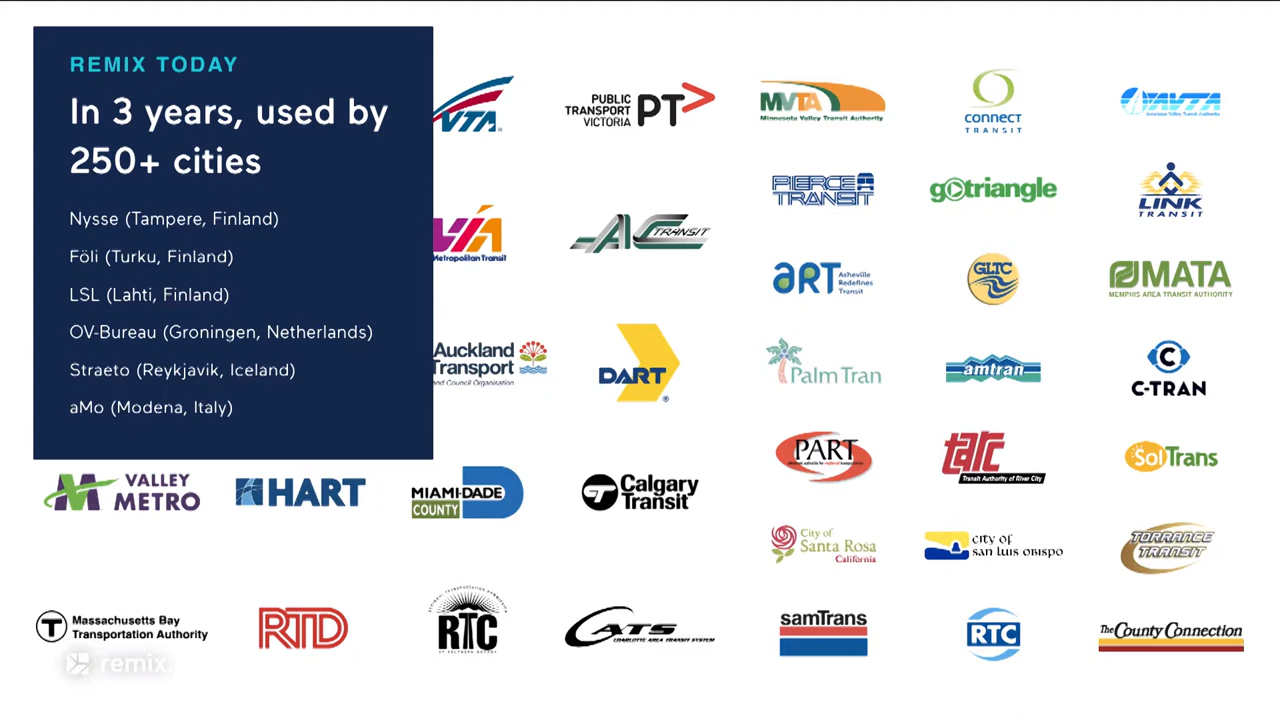 REMIX TODAY
In 3 years, used by
250+ cities
Nysse (Tampere, Finland)
Föli (Turku, Finland)
LSL (Lahti, Finland)
OV-Bureau (Groningen, Netherlands)
Straeto (Reykjavik, Iceland)
aMo (Modena, Italy)
VTA
PUBLIC
TRANSPORT
VICTORIA
PT>
MVTA
Minnesota Valley Transit Authority
CONNECT
TRANSIT
AVTA
PIERCE
TRANSIT
gotriangle
LINK
TRANSIT
VIA
Metropolitan Transit
AC TRANSIT
ART
Asheville
Redefines
Transit
GLTC
MATA
MEMPHIS AREA TRANSIT AUTHORITY
Auckland
Transport
Council Organisation
DART
Palm Tran
amtran
C
C-TRAN
PART
tarc
Transit Authority of River City
SolTrans
VALLEY
METRO
HART
MIAMI-DADE
COUNTY
T
Calgary
Transit
City of
Santa Rosa
California
city of
san luis obispo
TORRANCE
TRANSIT
T
Massachusetts Bay
Transportation Authority
RTD
RTC
CATS
CHARLOTTE AREA TRANSIT SYSTEM
samTrans
RTC
The County Connection
remix